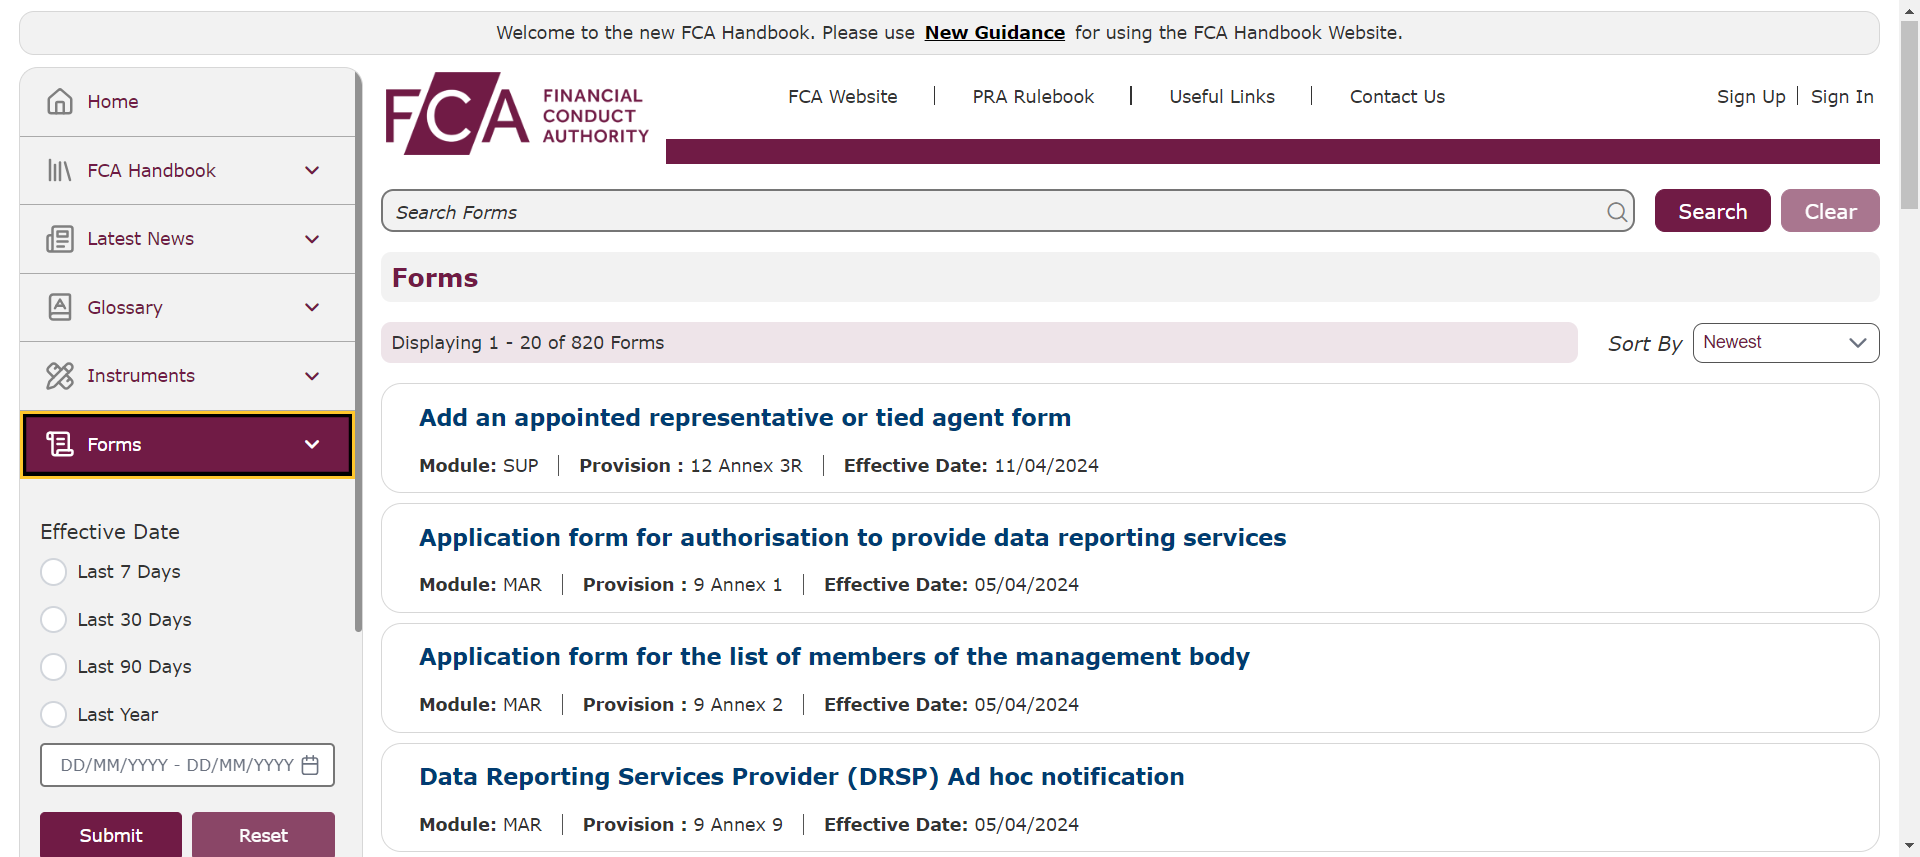 Welcome to the new FCA Handbook. Please use New Guidance for using the FCA Handbook Website.
Home
FCA Handbook
Latest News
Glossary
Instruments
Forms
Effective Date
Last 7 Days
Last 30 Days
Last 90 Days
Last Year
DD/MM/YYYY - DD/MM/YYYY
Submit Reset
FCA FINANCIAL
CONDUCT
AUTHORITY
FCA Website PRA Rulebook Useful Links Contact Us
Sign Up Sign In
Search Forms
Search Clear
Forms
Displaying 1 - 20 of 820 Forms
Sort By Newest
Add an appointed representative or tied agent form
Module: SUP Provision : 12 Annex 3R Effective Date: 11/04/2024
Application form for authorisation to provide data reporting services
Module: MAR Provision : 9 Annex 1 Effective Date: 05/04/2024
Application form for the list of members of the management body
Module: MAR Provision : 9 Annex 2 Effective Date: 05/04/2024
Data Reporting Services Provider (DRSP) Ad hoc notification
Module: MAR Provision : 9 Annex 9 Effective Date: 05/04/2024